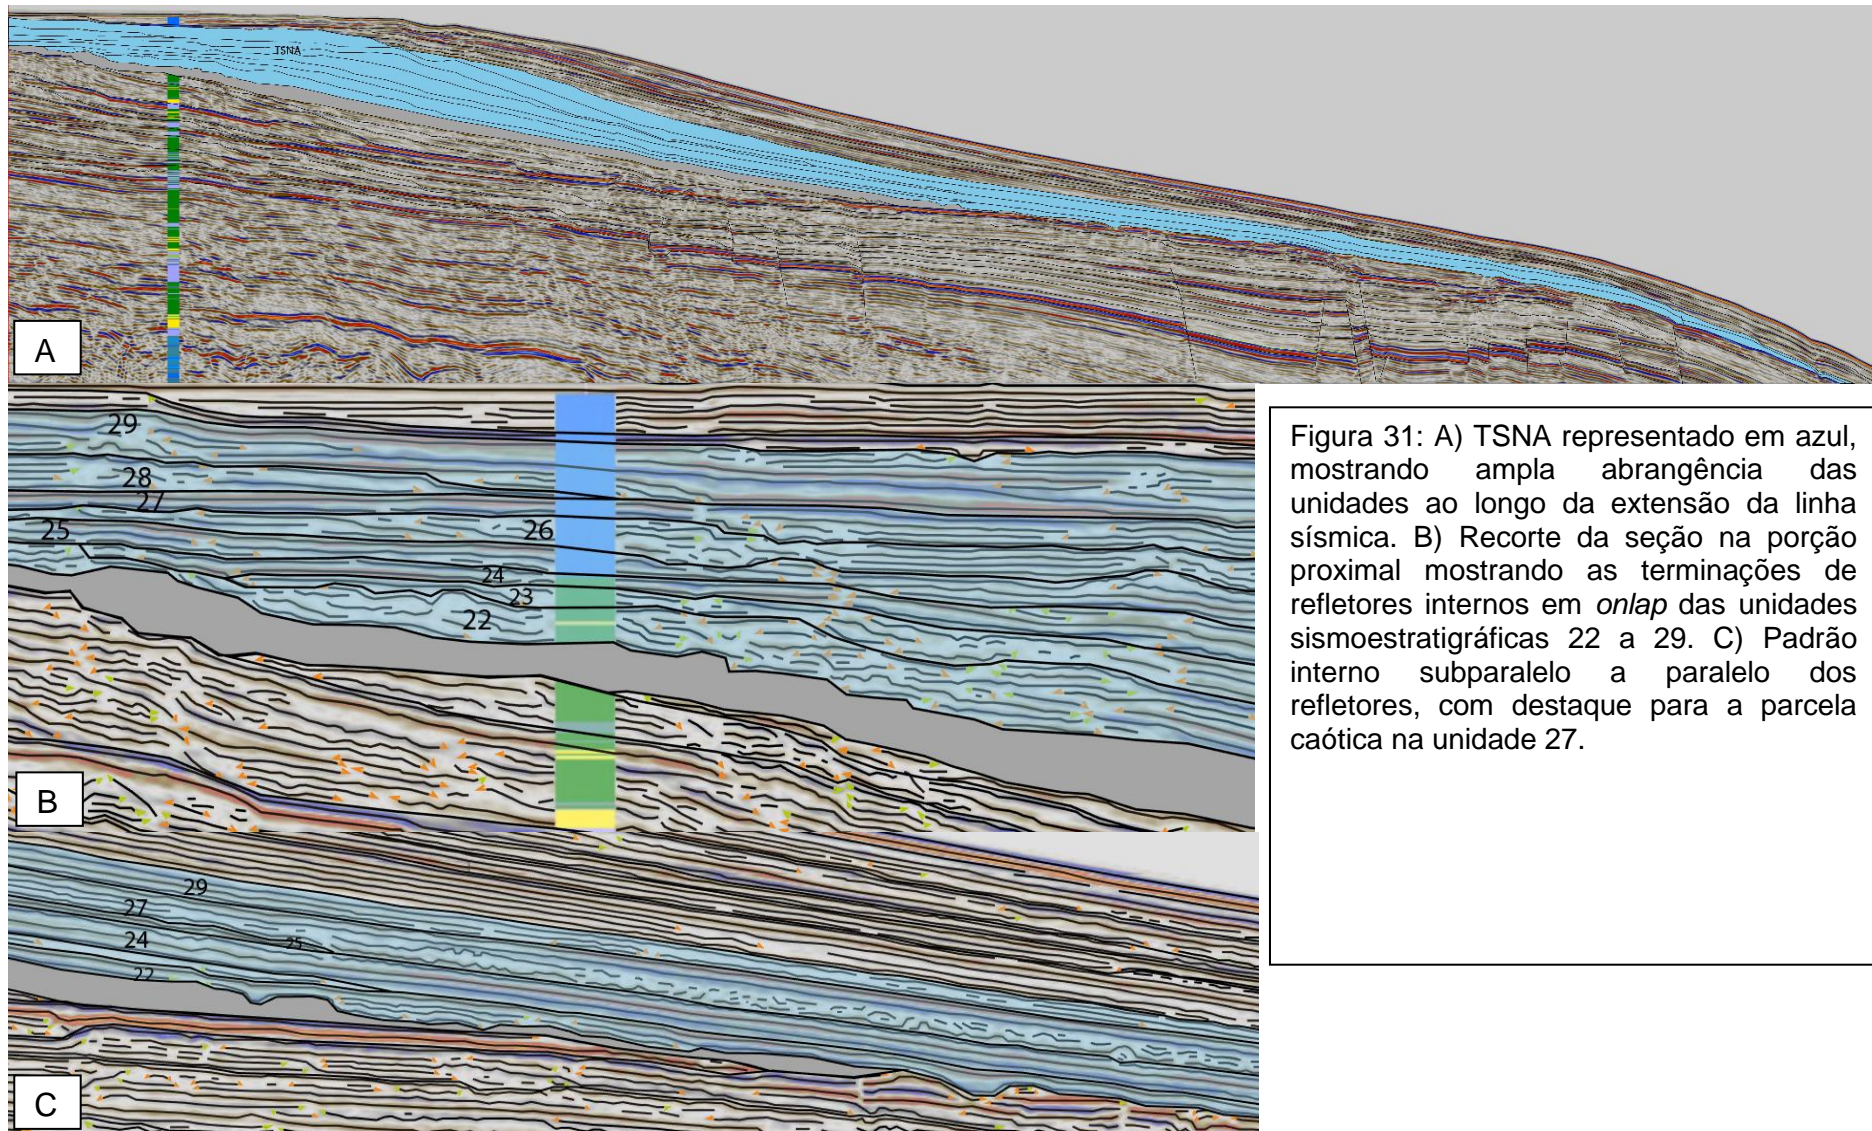 TSNA
A
29
28
27
25
26
24
23
22
B
29
27
24
25
22
C
Figura 31: A) TSNA representado em azul,
mostrando ampla abrangência das
unidades ao longo da extensão da linha
sísmica. B) Recorte da seção na porção
proximal mostrando as terminações de
refletores internos em onlap das unidades
sismoestratigráficas 22 a 29. C) Padrão
interno subparalelo a paralelo dos
refletores, com destaque para a parcela
caótica na unidade 27.